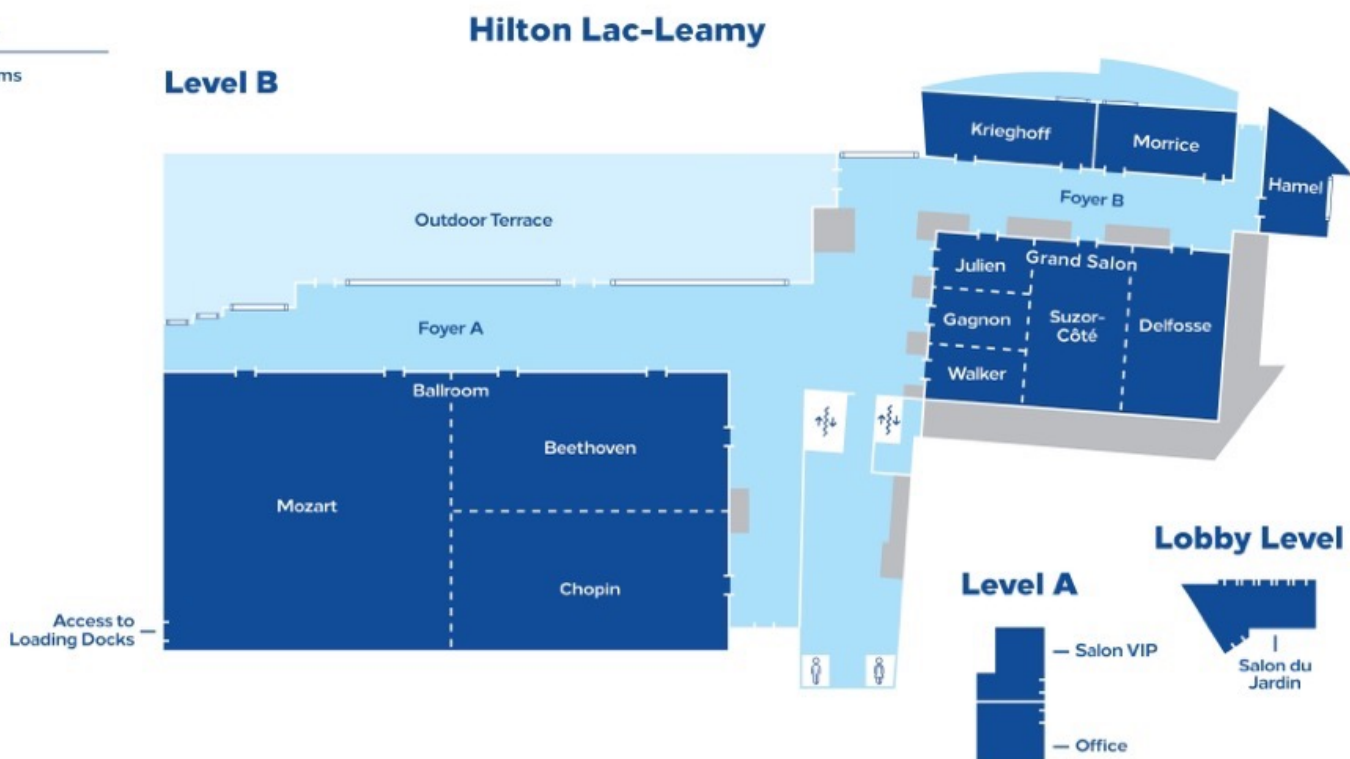 Hilton Lac-Leamy
ms
Level B
Krieghoff
Morrice
Hamel
Foyer B
Outdoor Terrace
Julien
Grand Salon
Gagnon
Suzor-
Côté
Delfosse
Walker
Foyer A
Ballroom
Beethoven
Mozart
Chopin
Access to
Loading Docks
Lobby Level
Salon du
Jardin
Level A
Salon VIP
Office